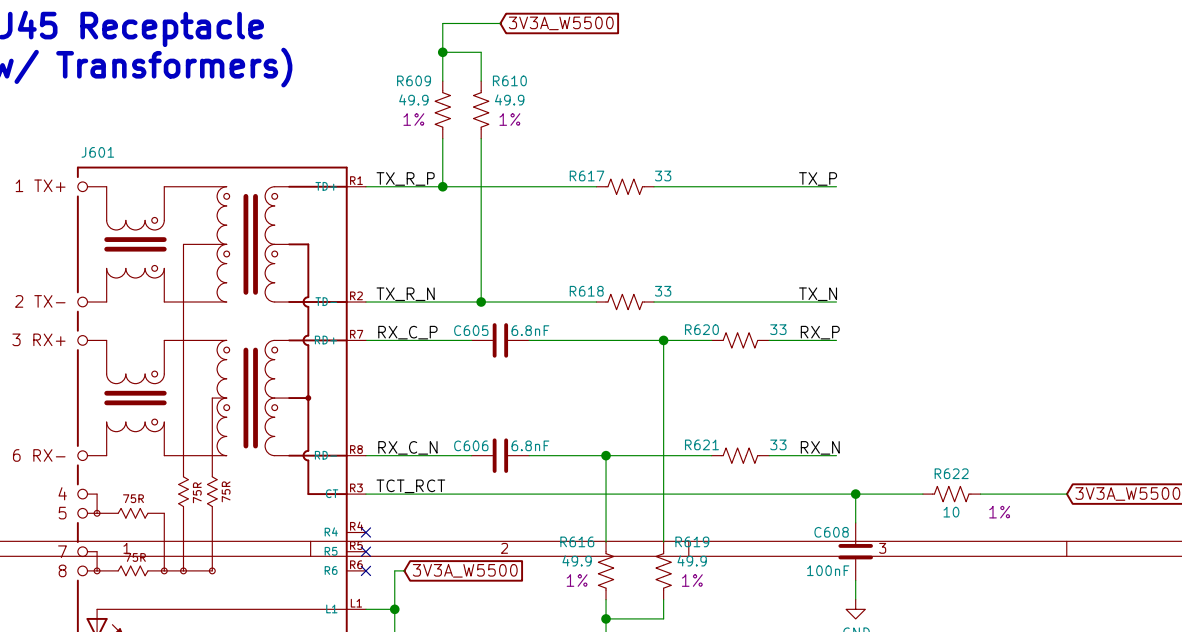 J45 Receptacle
w/ Transformers)
3V3A_W5500
R609
49.9
1%
R610
49.9
1%
J601
1 TX+
TD+
R1
TX_R_P
R617
33
TX_P
2 TX-
TD-
R2
TX_R_N
R618
33
TX_N
3 RX+
RD+
R7
RX_C_P
C605
6.8nF
R620
33
RX_P
6 RX-
RD-
R8
RX_C_N
C606
6.8nF
R621
33
RX_N
75R
75R
4
5
75R
CT
R3
TCT_RCT
R622
10
1%
3V3A_W5500
7
8
75R
R4
R4
R5
R5
R6
R6
1
2
3
3V3A_W5500
R616
49.9
1%
R619
49.9
1%
C608
100nF
GND
L1
L1